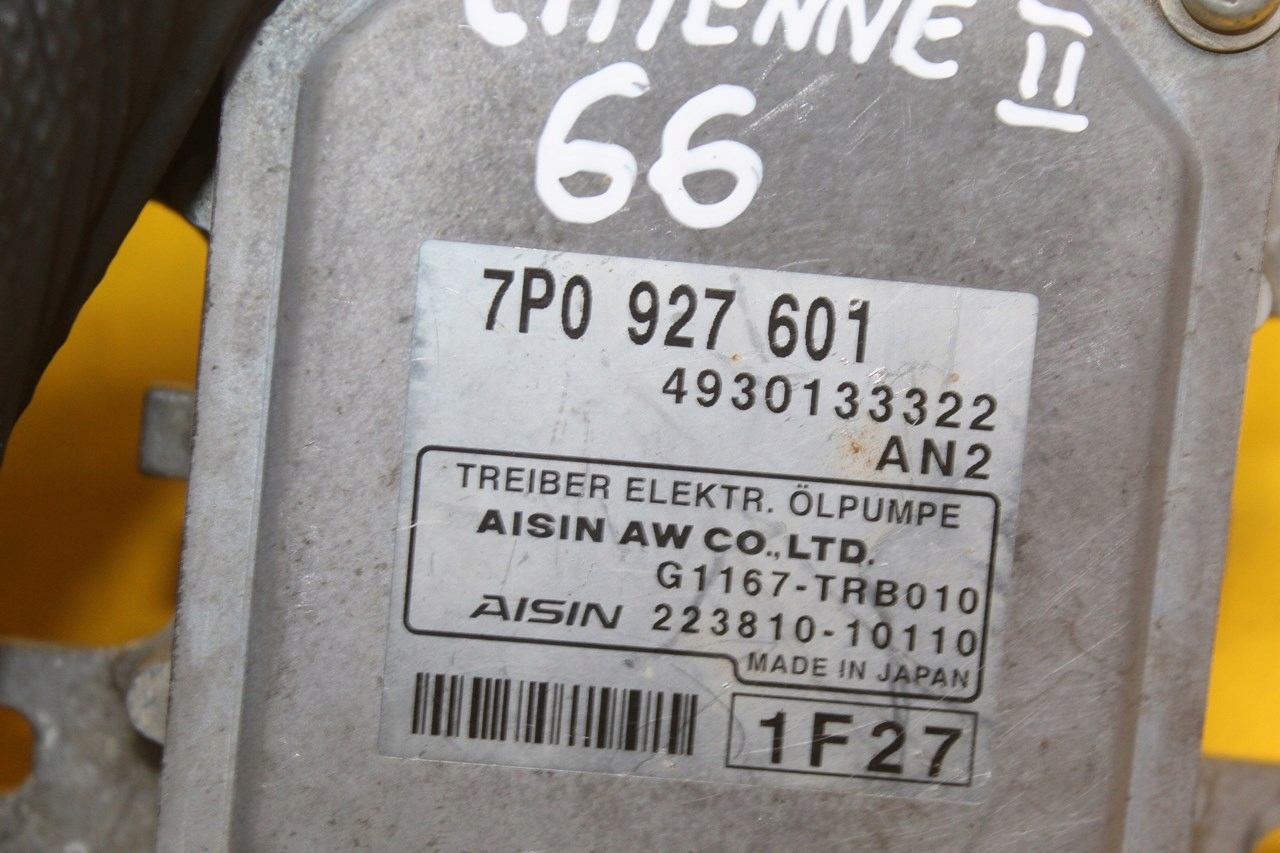 II
66
7P0 927 601
4930133322
AN2
TREIBER ELEKTR. ÖLPUMPE
AISIN AW CO.,LTD.
G1167-TRB010
AISIN 223810-10110
MADE IN JAPAN
1F27